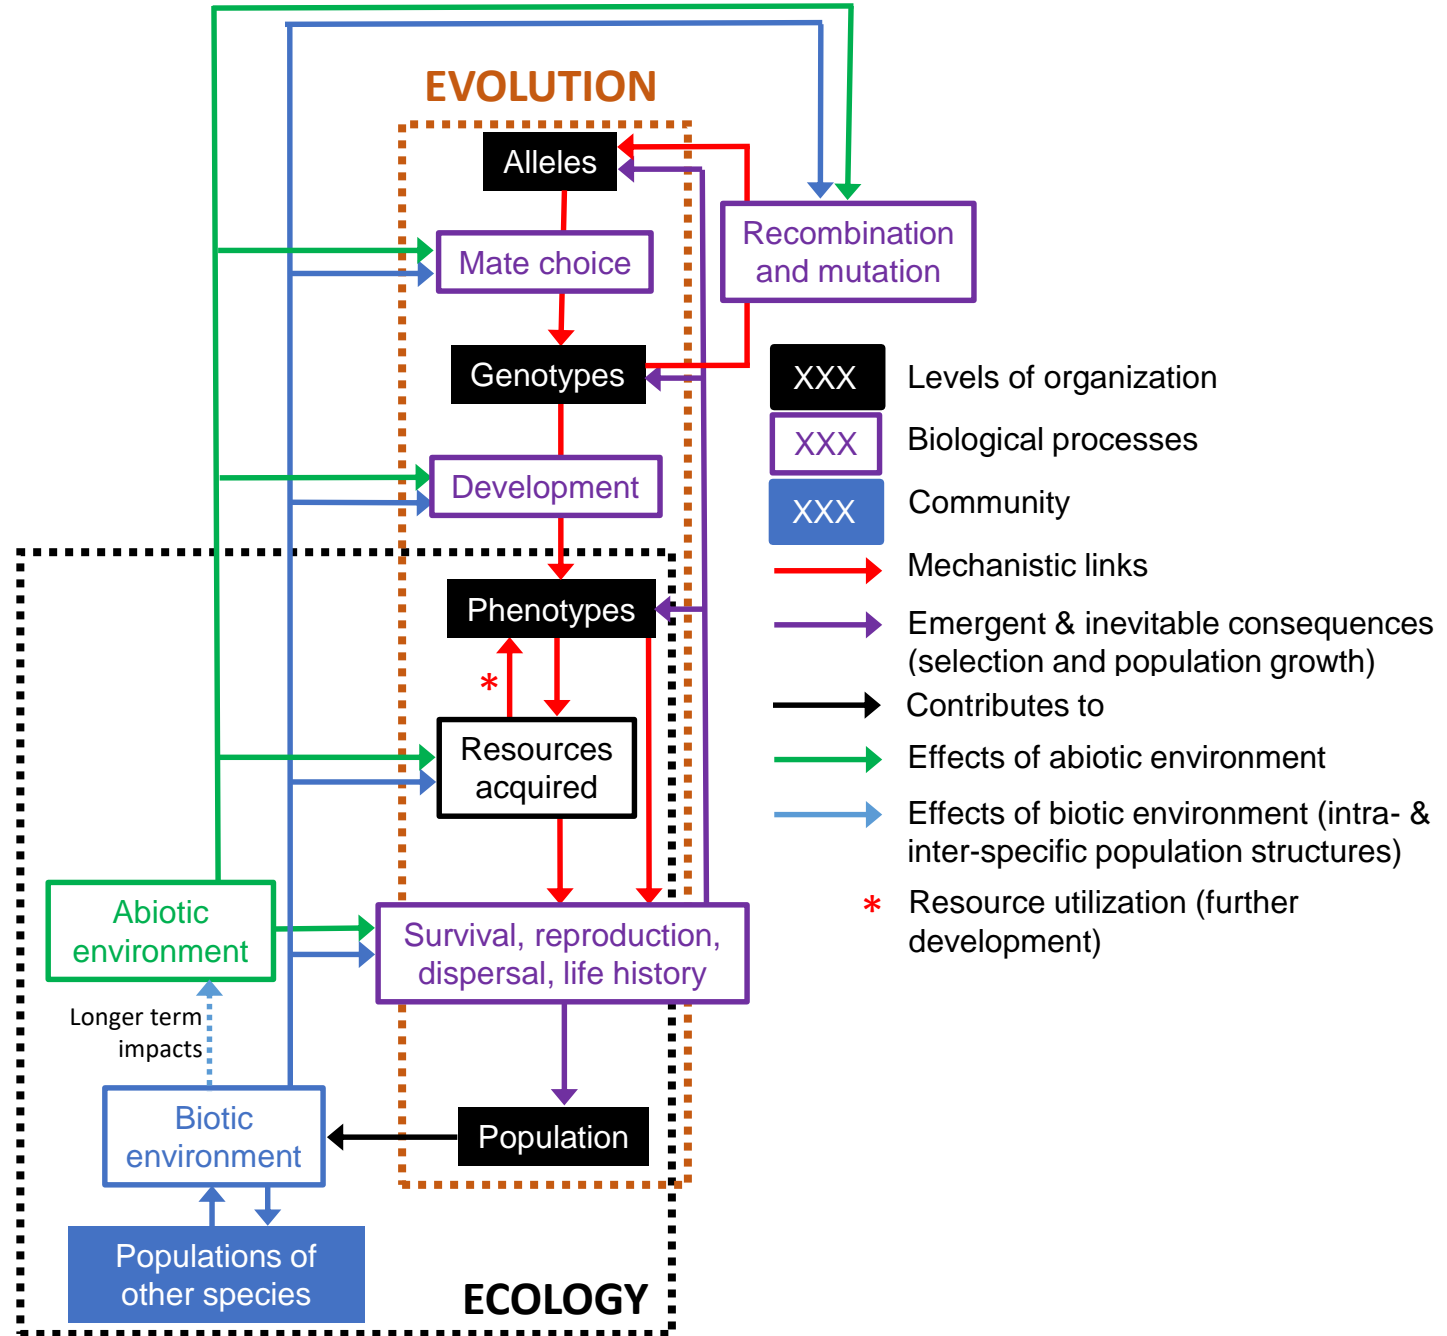 EVOLUTION
Alleles
Mate choice
Recombination
and mutation
Genotypes
Development
Phenotypes
*
Resources
acquired
Abiotic
environment
Survival, reproduction,
dispersal, life history
Longer term
impacts
Biotic
environment
Population
Populations of
other species
ECOLOGY
XXX
Levels of organization
XXX
Biological processes
XXX
Community
Mechanistic links
Emergent & inevitable consequences
(selection and population growth)
Contributes to
Effects of abiotic environment
Effects of biotic environment (intra- &
inter-specific population structures)
* Resource utilization (further
development)